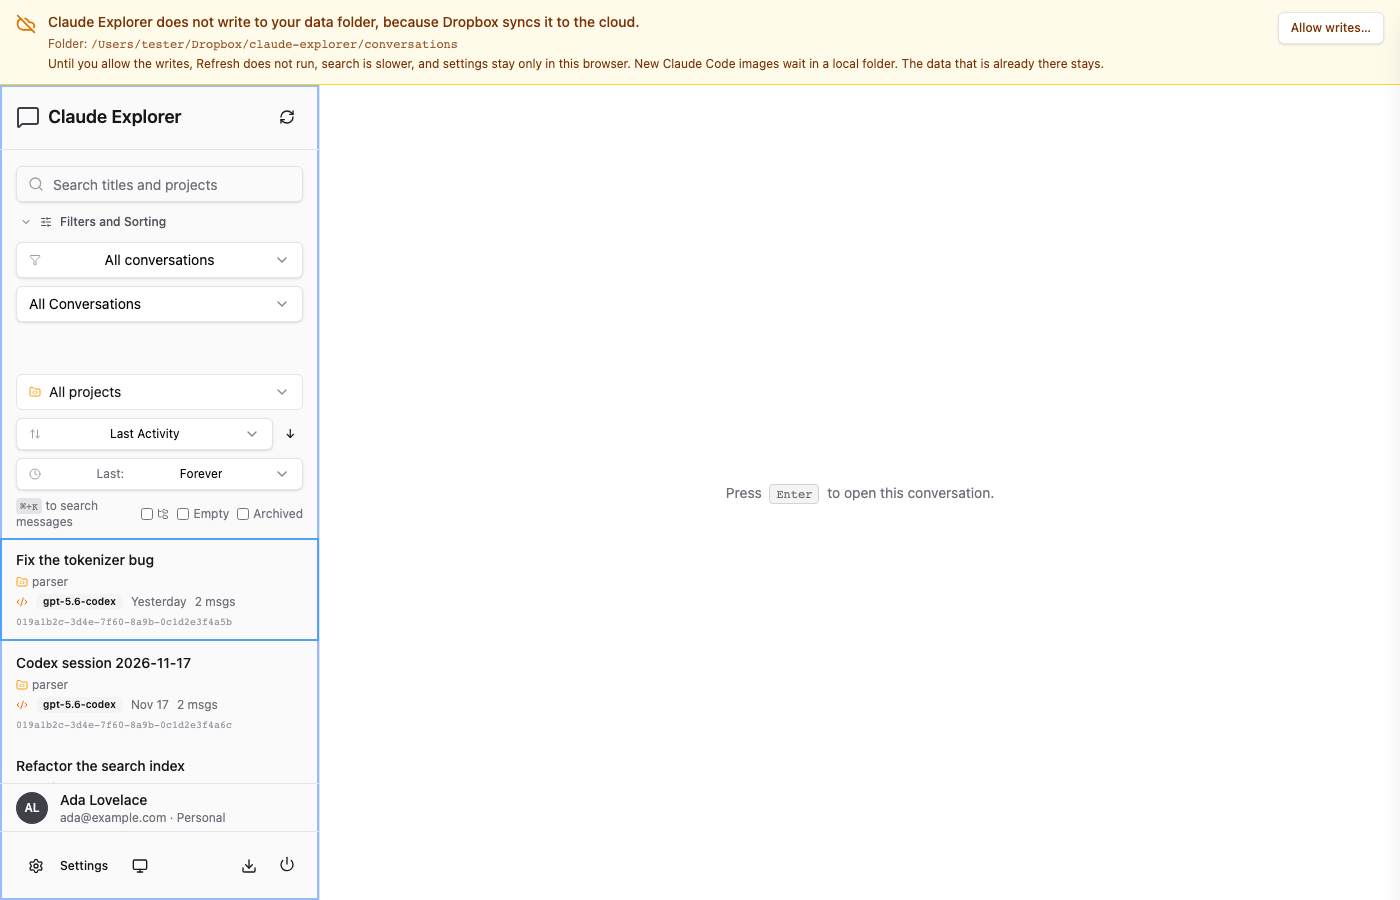 Claude Explorer does not write to your data folder, because Dropbox syncs it to the cloud.
Folder: /Users/tester/Dropbox/claude-explorer/conversations
Until you allow the writes, Refresh does not run, search is slower, and settings stay only in this browser. New Claude Code images wait in a local folder. The data that is already there stays.
Allow writes...
Claude Explorer
Search titles and projects
Filters and Sorting
All conversations
All Conversations
All projects
Last Activity
Last: Forever
⌘+K to search messages
Empty
Archived
Fix the tokenizer bug
parser
gpt-5.6-codex Yesterday 2 msgs
019a1b2c-3d4e-7f60-8a9b-0c1d2e3f4a5b
Codex session 2026-11-17
parser
gpt-5.6-codex Nov 17 2 msgs
019a1b2c-3d4e-7f60-8a9b-0c1d2e3f4a6c
Refactor the search index
AL
Ada Lovelace
ada@example.com · Personal
Settings
Press Enter to open this conversation.